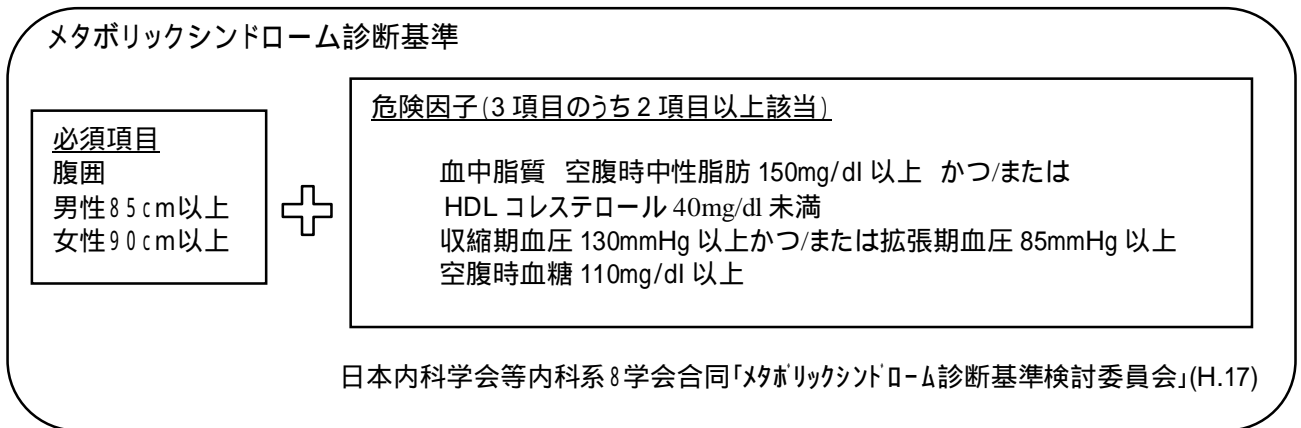 メタボリックシンドローム診断基準
必須項目
腹囲
男性85cm以上
女性90cm以上
危険因子(3項目のうち2項目以上該当)
血中脂質 空腹時中性脂肪 150mg/dl 以上 かつ/または
HDL コレステロール 40mg/dl 未満
収縮期血圧 130mmHg 以上かつ/または拡張期血圧 85mmHg 以上
空腹時血糖 110mg/dl 以上
日本内科学会等内科系8学会合同「メタボリックシンドローム診断基準検討委員会」(H.17)